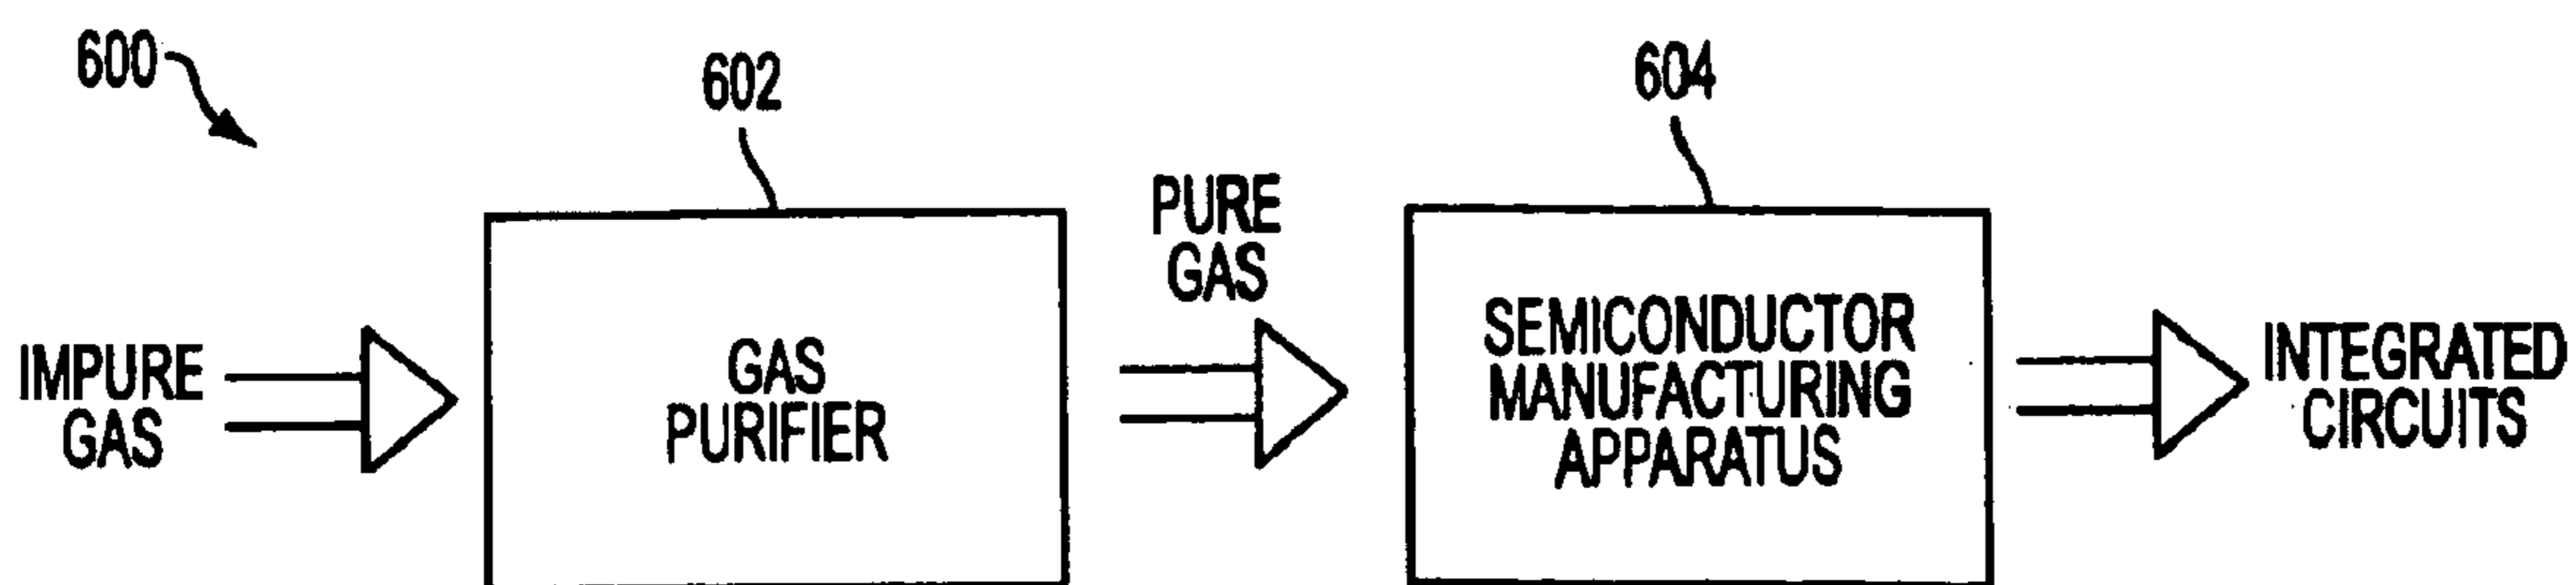 600
602
604
IMPURE
GAS
GAS
PURIFIER
PURE
GAS
SEMICONDUCTOR
MANUFACTURING
APPARATUS
INTEGRATED
CIRCUITS